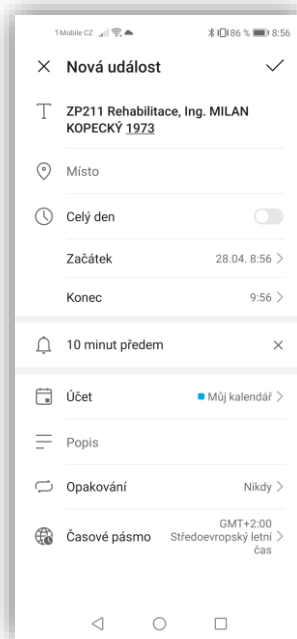 T-Mobile CZ 86 % 8:56
Nová událost
ZP211 Rehabilitace, Ing. MILAN
KOPECKÝ 1973
Místo
Celý den
Začátek 28.04. 8:56
Konec 9:56
10 minut předem
Účet Můj kalendář
Popis
Opakování Nikdy
GMT+2:00
Časové pásmo Středoevropský letní
čas